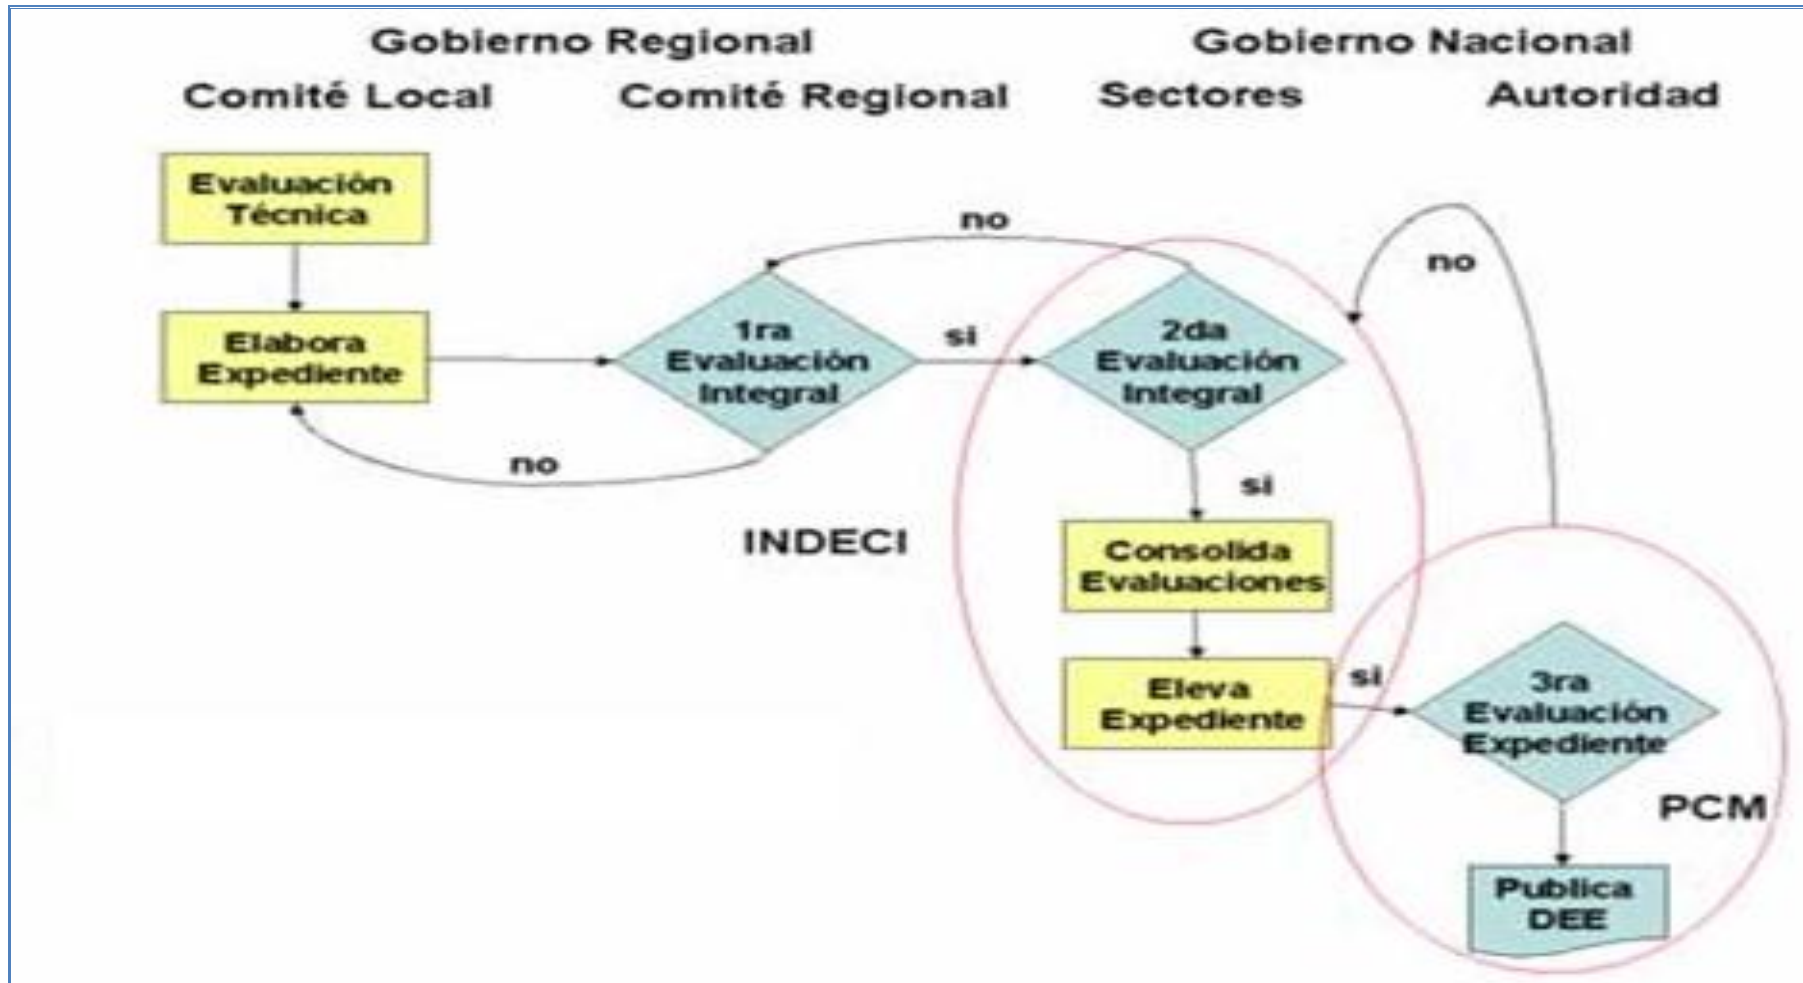 Gobierno Regional
Gobierno Nacional
Comité Local
Comité Regional
Sectores
Autoridad
Evaluación
Técnica
Elabora
Expediente
no
1ra
Evaluación
Integral
si
no
2da
Evaluación
Integral
no
si
INDECI
Consolida
Evaluaciones
Eleva
Expediente
si
3ra
Evaluación
Expediente
PCM
Publica
DEE